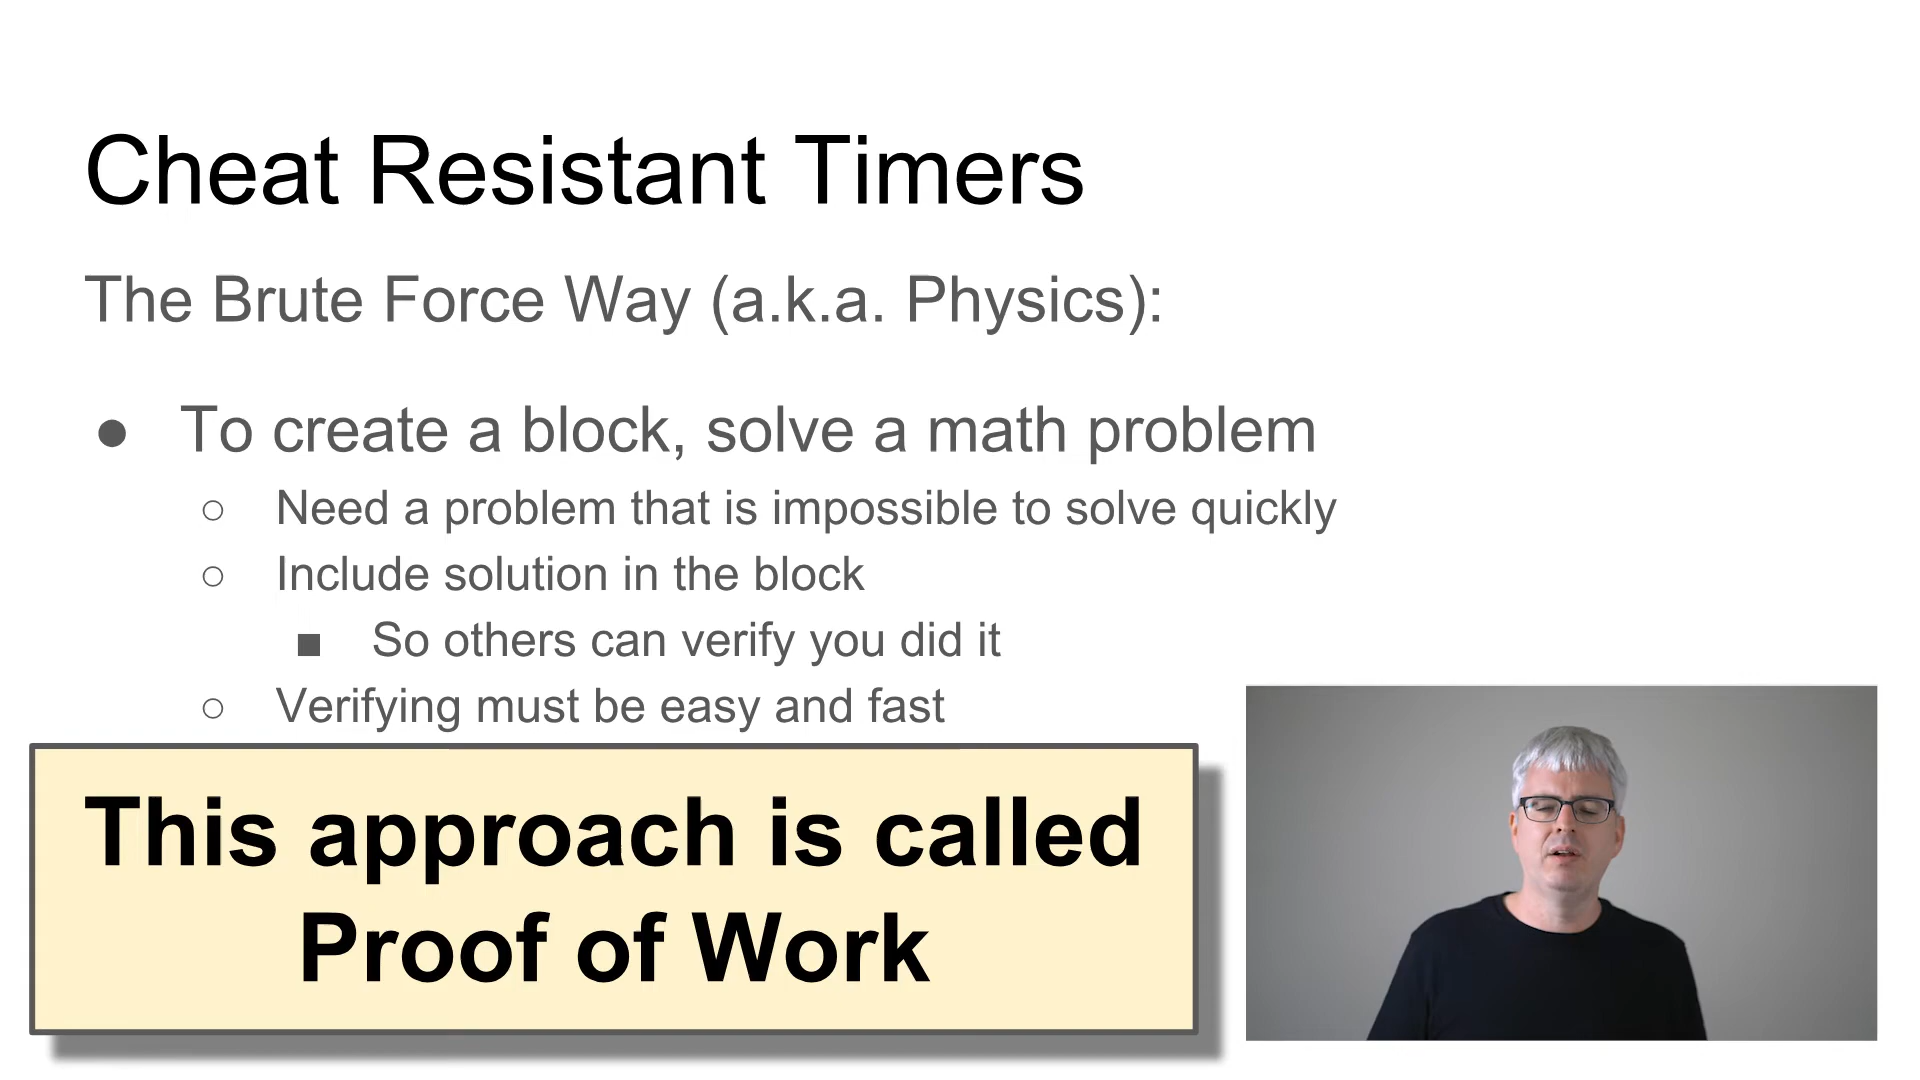 Cheat Resistant Timers
The Brute Force Way (a.k.a. Physics):
● To create a block, solve a math problem
○ Need a problem that is impossible to solve quickly
○ Include solution in the block
■ So others can verify you did it
○ Verifying must be easy and fast
This approach is called
Proof of Work